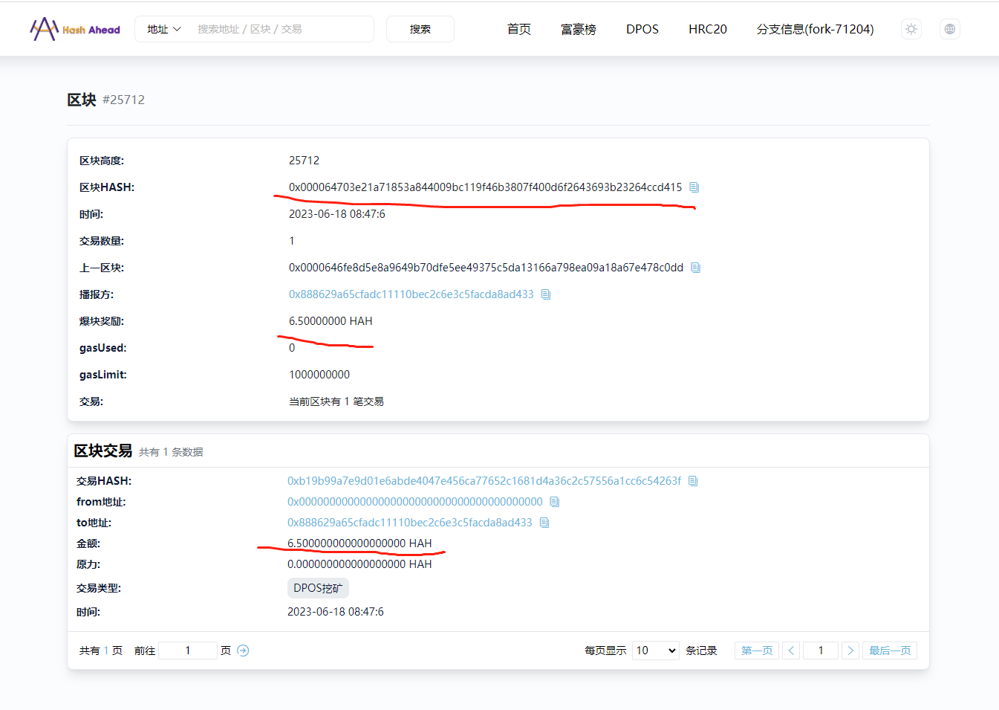 Hash Ahead 地址 搜索地址 / 区块 / 交易 搜索 首页 富豪榜 DPOS HRC20 分支信息(fork-71204)
区块 #25712
区块高度: 25712
区块HASH: 0x000064703e21a71853a844009bc119f46b3807f400d6f2643693b23264ccd415
时间: 2023-06-18 08:47:6
交易数量: 1
上一区块: 0x0000646fe8d5e8a9649b70dfe5ee49375c5da13166a798ea09a18a67e478c0dd
播报方: 0x888629a65cfadc11110bec2c6e3c5facda8ad433
爆块奖励: 6.50000000 HAH
gasUsed: 0
gasLimit: 1000000000
交易: 当前区块有 1 笔交易
区块交易 共有 1 条数据
交易HASH: 0xb19b99a7e9d01e6abde4047e456ca77652c1681d4a36c2c57556a1cc6c54263f
from地址: 0x0000000000000000000000000000000000000000
to地址: 0x888629a65cfadc11110bec2c6e3c5facda8ad433
金额: 6.500000000000000000 HAH
原力: 0.000000000000000000 HAH
交易类型: DPOS挖矿
时间: 2023-06-18 08:47:6
共有 1 页 前往 1 页 每页显示 10 条记录 第一页 < 1 > 最后一页